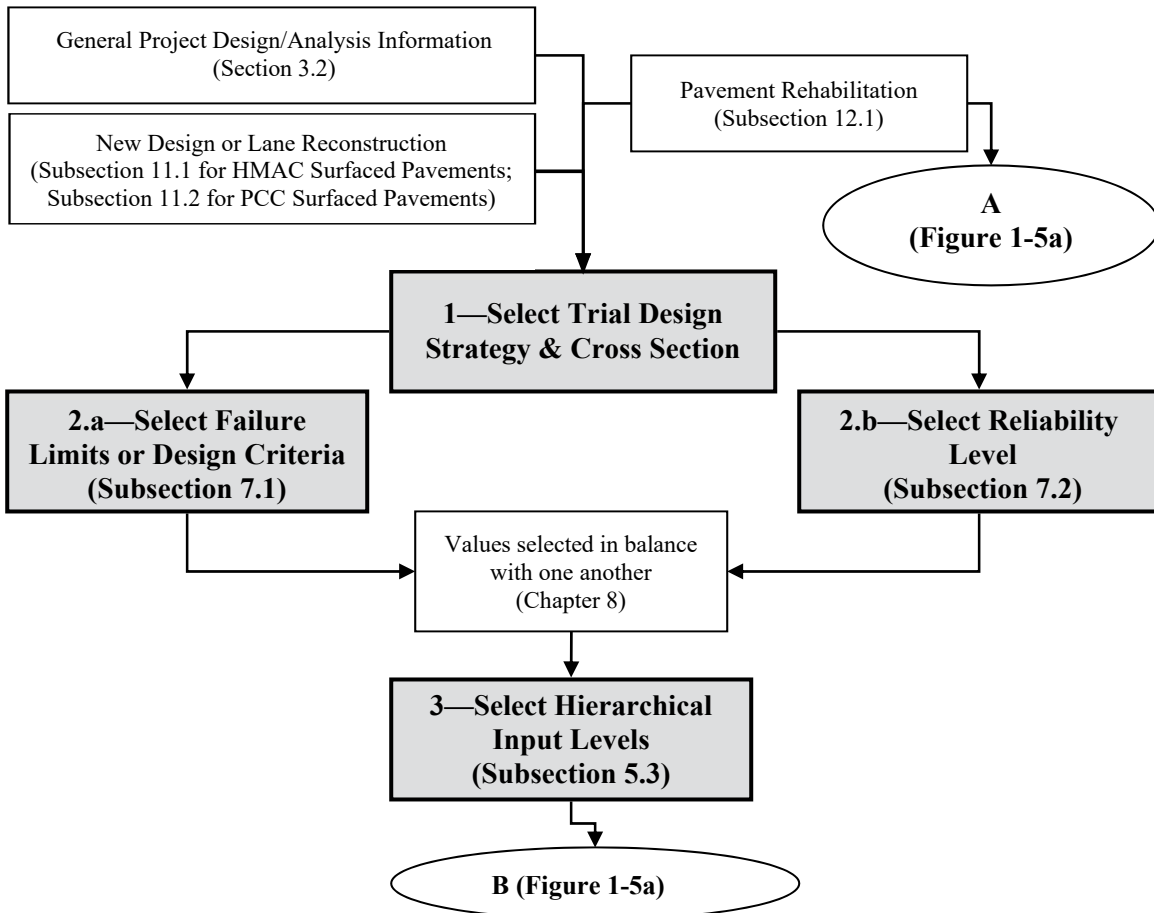 General Project Design/Analysis Information
(Section 3.2)
Pavement Rehabilitation
(Subsection 12.1)
New Design or Lane Reconstruction
(Subsection 11.1 for HMAC Surfaced Pavements;
Subsection 11.2 for PCC Surfaced Pavements)
A
(Figure 1-5a)
1—Select Trial Design
Strategy & Cross Section
2.a—Select Failure
Limits or Design Criteria
(Subsection 7.1)
2.b—Select Reliability
Level
(Subsection 7.2)
Values selected in balance
with one another
(Chapter 8)
3—Select Hierarchical
Input Levels
(Subsection 5.3)
B (Figure 1-5a)